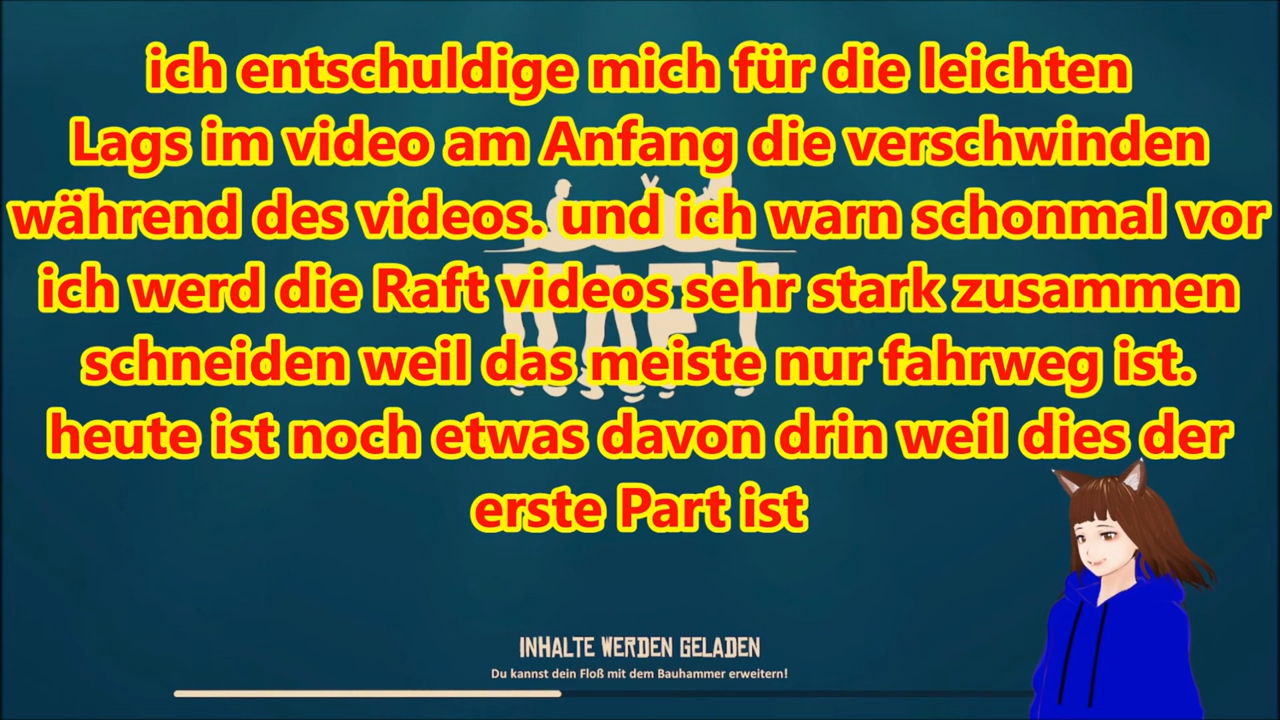 ich entschuldige mich für die leichten
Lags im video am Anfang die verschwinden
während des videos. und ich warn schonmal vor
ich werd die Raft videos sehr stark zusammen
schneiden weil das meiste nur fahrweg ist.
heute ist noch etwas davon drin weil dies der
erste Part ist
RAFT
INHALTE WERDEN GELADEN
Du kannst dein Floß mit dem Bauhammer erweitern!